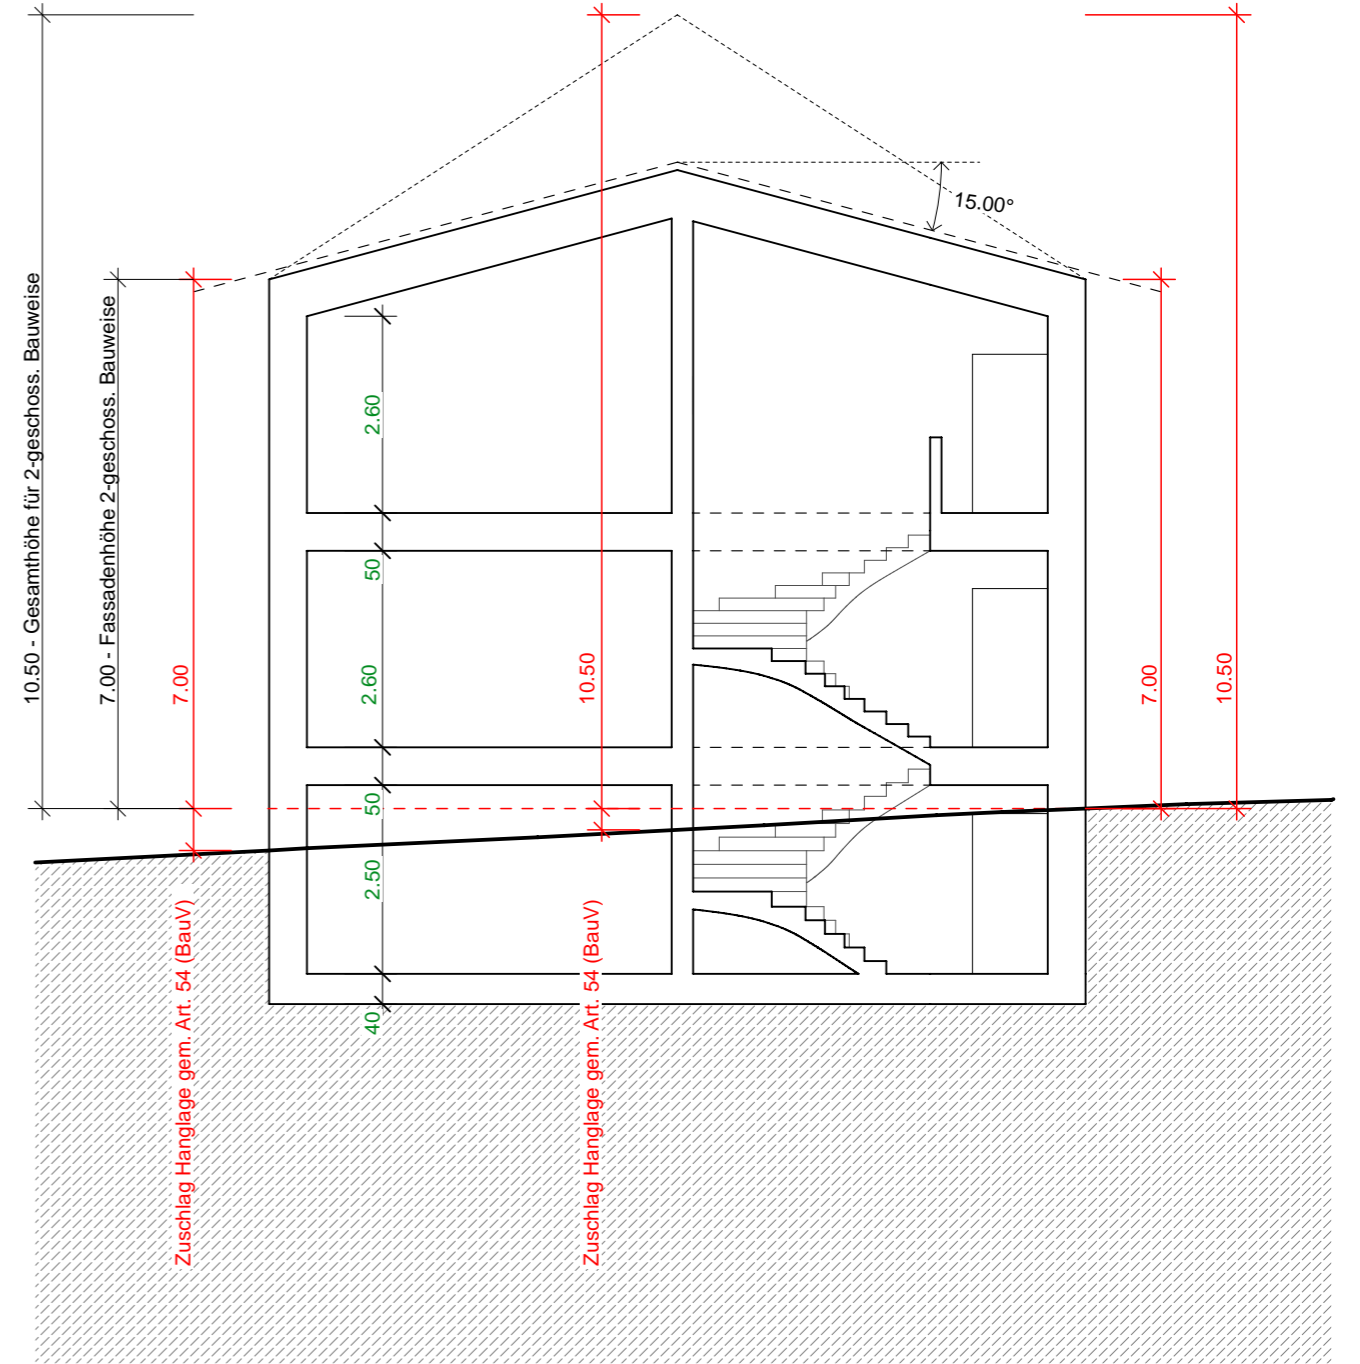 10.50 - Gesamthöhe für 2-geschoss. Bauweise
7.00 - Fassadenhöhe 2-geschoss. Bauweise
7.00
Zuschlag Hanglage gem. Art. 54 (BauV)
2.60
50
2.60
50
2.50
40
10.50
Zuschlag Hanglage gem. Art. 54 (BauV)
15.00°
7.00
10.50